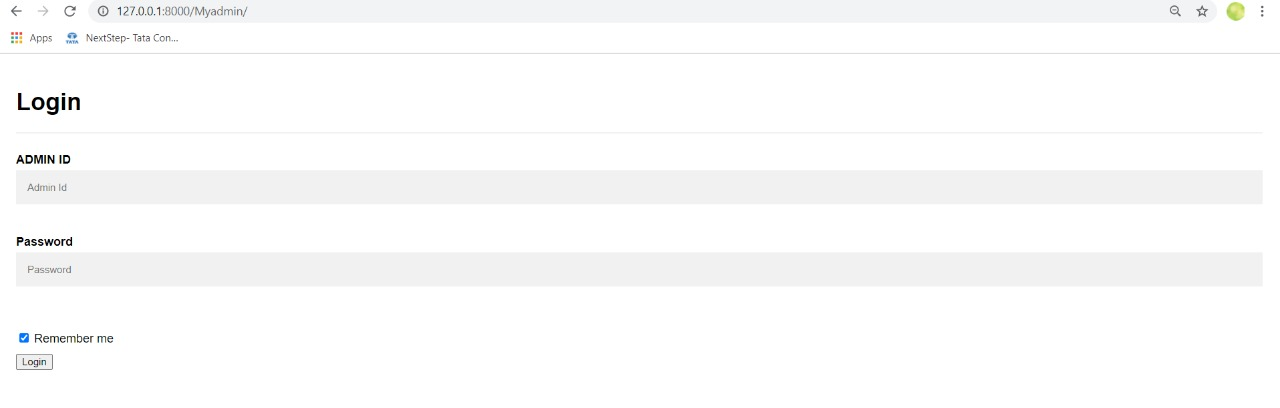 127.0.0.1:8000/Myadmin/
Apps TATA NextStep- Tata Con...
Login
ADMIN ID
Admin Id
Password
Password
Remember me
Login